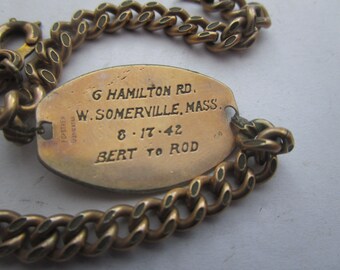 6 HAMILTON RD.
W. SOMERVILLE, MASS.
8-17-42
BERT TO ROD